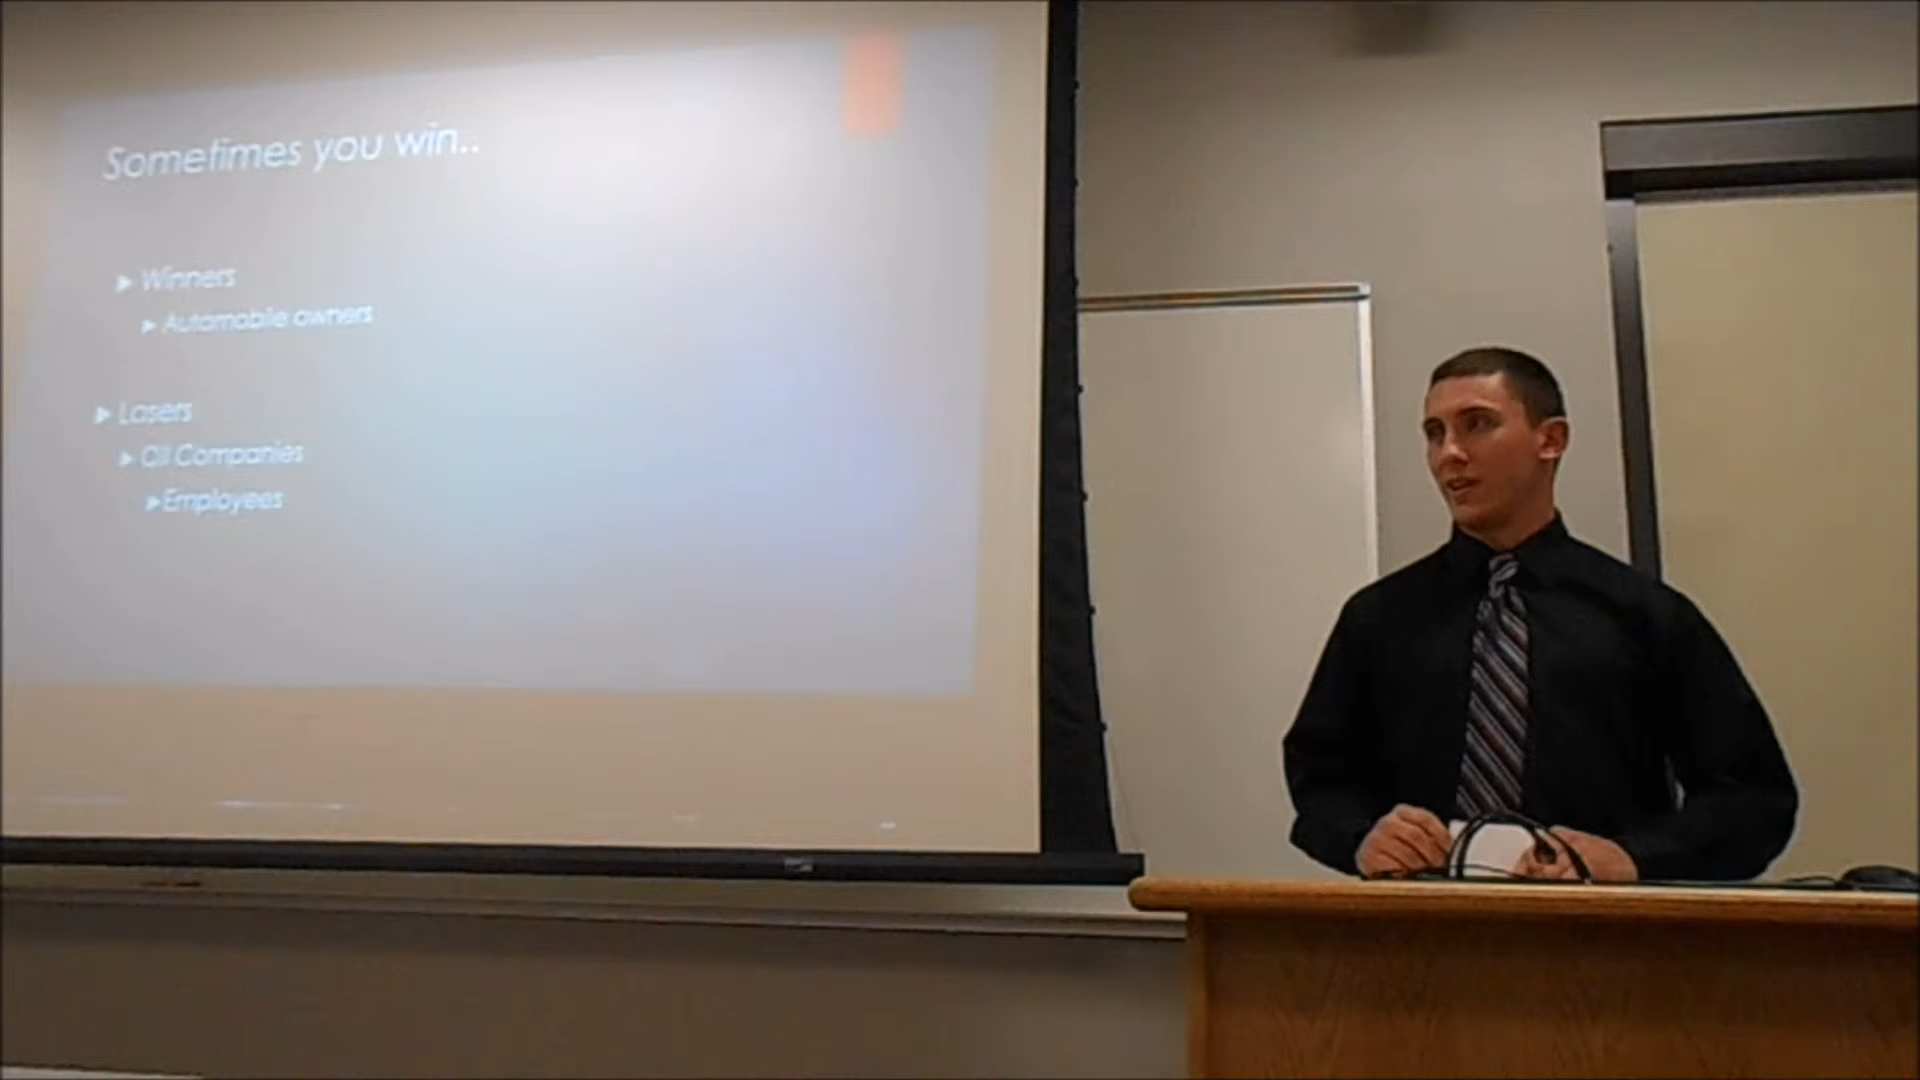 Sometimes you win..
Winners
Automobile owners
Losers
Oil Companies
Employees